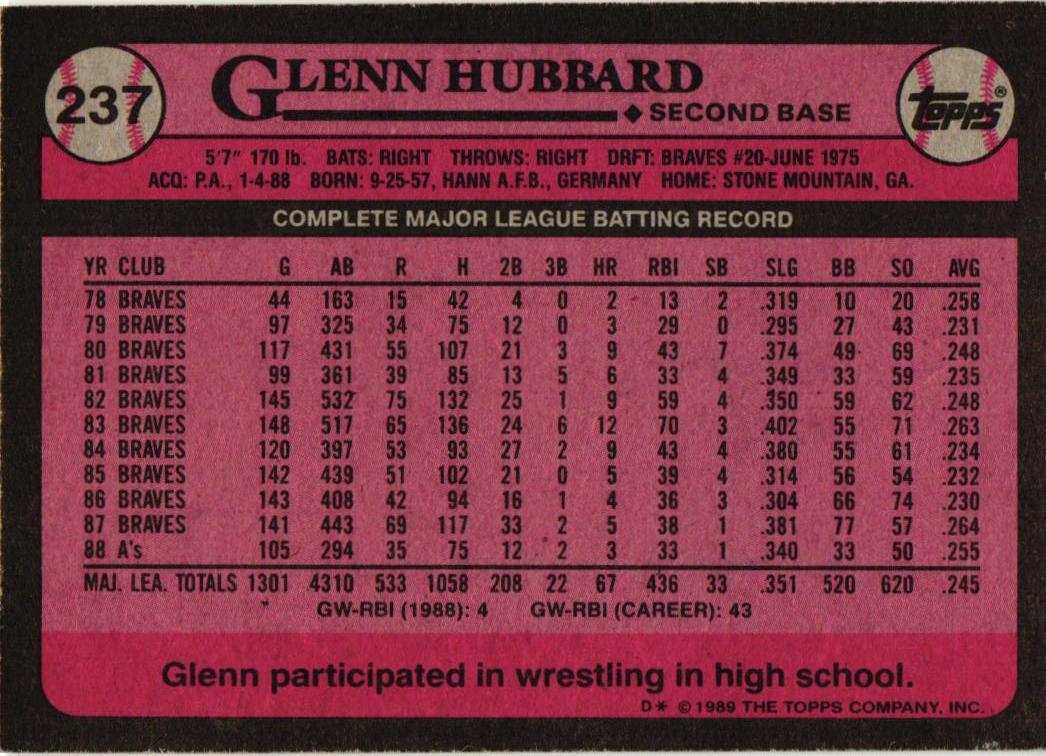 237
GLENN HUBBARD
◆ SECOND BASE
topps®
5'7" 170 lb. BATS: RIGHT THROWS: RIGHT DRFT: BRAVES #20-JUNE 1975
ACQ: P.A., 1-4-88 BORN: 9-25-57, HANN A.F.B., GERMANY HOME: STONE MOUNTAIN, GA.
COMPLETE MAJOR LEAGUE BATTING RECORD
YR CLUB G AB R H 2B 3B HR RBI SB SLG BB SO AVG
78 BRAVES 44 163 15 42 4 0 2 13 2 .319 10 20 .258
79 BRAVES 97 325 34 75 12 0 3 29 0 .295 27 43 .231
80 BRAVES 117 431 55 107 21 3 9 43 7 .374 49 69 .248
81 BRAVES 99 361 39 85 13 5 6 33 4 .349 33 59 .235
82 BRAVES 145 532 75 132 25 1 9 59 4 .350 59 62 .248
83 BRAVES 148 517 65 136 24 6 12 70 3 .402 55 71 .263
84 BRAVES 120 397 53 93 27 2 9 43 4 .380 55 61 .234
85 BRAVES 142 439 51 102 21 0 5 39 4 .314 56 54 .232
86 BRAVES 143 408 42 94 16 1 4 36 3 .304 66 74 .230
87 BRAVES 141 443 69 117 33 2 5 38 1 .381 77 57 .264
88 A's 105 294 35 75 12 2 3 33 1 .340 33 50 .255
MAJ. LEA. TOTALS 1301 4310 533 1058 208 22 67 436 33 .351 520 620 .245
GW-RBI (1988): 4 GW-RBI (CAREER): 43
Glenn participated in wrestling in high school.
D* © 1989 THE TOPPS COMPANY, INC.